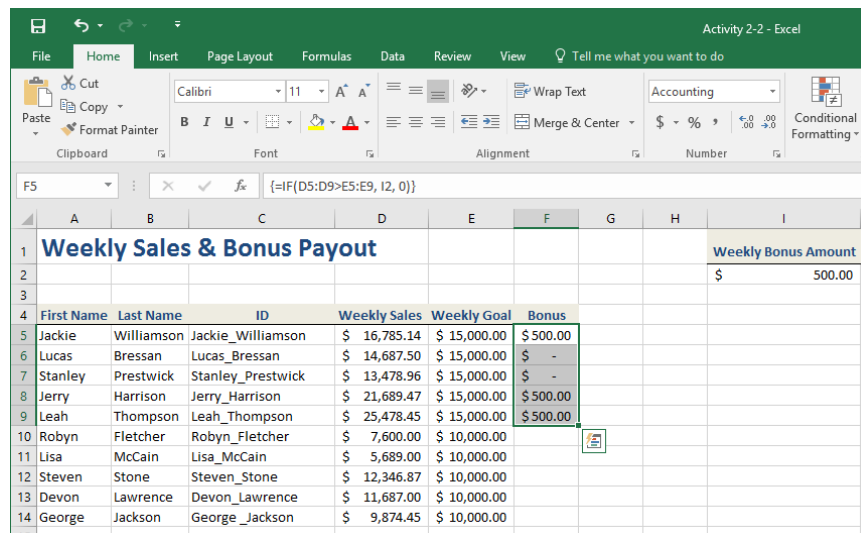 Activity 2-2 - Excel
File Home Insert Page Layout Formulas Data Review View Tell me what you want to do
Paste
Cut
Copy
Format Painter
Clipboard
Calibri 11 A A
B I U A
Font
Wrap Text
Merge & Center
Alignment
Accounting
$ % , .00 .0 .00 .0
Number
Conditional
Formatting
F5 fx {=IF(D5:D9>E5:E9, I2, 0)}
A B C D E F G H I
1 Weekly Sales & Bonus Payout Weekly Bonus Amount
2 $ 500.00
3
4 First Name Last Name ID Weekly Sales Weekly Goal Bonus
5 Jackie Williamson Jackie_Williamson $ 16,785.14 $ 15,000.00 $ 500.00
6 Lucas Bressan Lucas_Bressan $ 14,687.50 $ 15,000.00 $ -
7 Stanley Prestwick Stanley_Prestwick $ 13,478.96 $ 15,000.00 $ -
8 Jerry Harrison Jerry_Harrison $ 21,689.47 $ 15,000.00 $ 500.00
9 Leah Thompson Leah_Thompson $ 25,478.45 $ 15,000.00 $ 500.00
10 Robyn Fletcher Robyn_Fletcher $ 7,600.00 $ 10,000.00
11 Lisa McCain Lisa_McCain $ 5,689.00 $ 10,000.00
12 Steven Stone Steven_Stone $ 12,346.87 $ 10,000.00
13 Devon Lawrence Devon_Lawrence $ 11,687.00 $ 10,000.00
14 George Jackson George _Jackson $ 9,874.45 $ 10,000.00